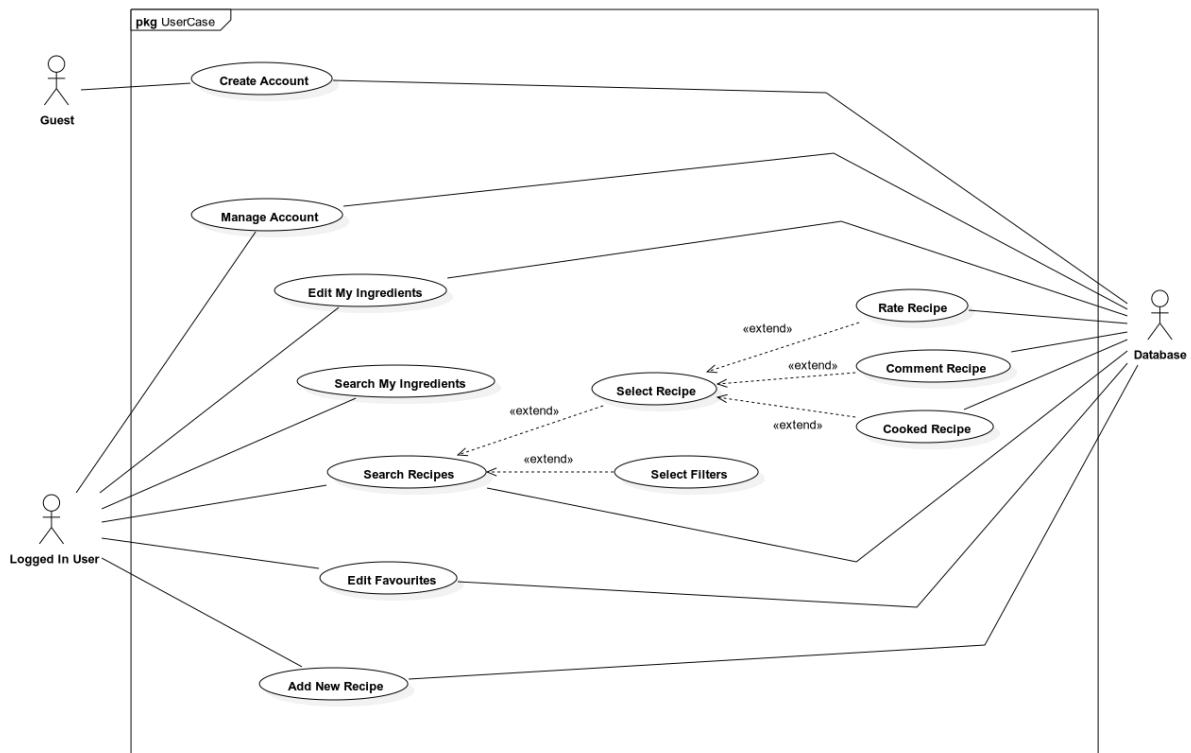 pkg UserCase
Create Account
Guest
Manage Account
Edit My Ingredients
Rate Recipe
«extend»
Database
Comment Recipe
«extend»
Search My Ingredients
Select Recipe
«extend»
Cooked Recipe
«extend»
Search Recipes
«extend»
Select Filters
Logged In User
Edit Favourites
Add New Recipe